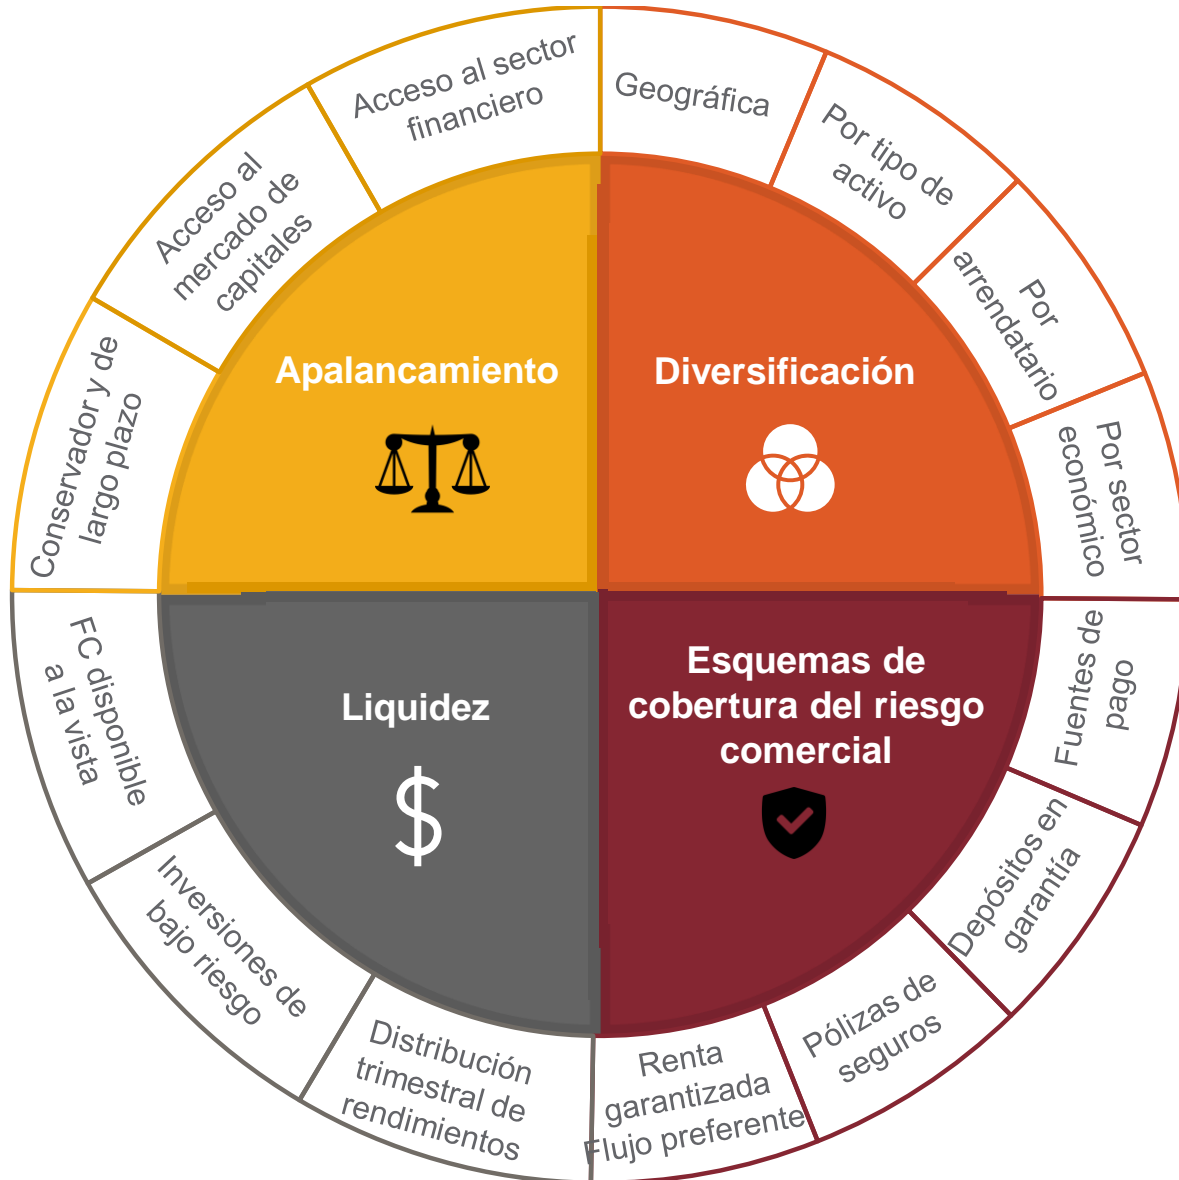 Acceso al sector
financiero
Geográfica
Por tipo de
activo
Por
arrendatario
Por sector
económico
Acceso al
mercado de
capitales
Conservador y de
largo plazo
Apalancamiento
Diversificación
Liquidez
Esquemas de
cobertura del riesgo
comercial
$
Fuentes de
pago
Depósitos en
garantía
Pólizas de
seguros
Renta
garantizada
Flujo preferente
Distribución
trimestral de
rendimientos
Inversiones de
bajo riesgo
FC disponible
a la vista